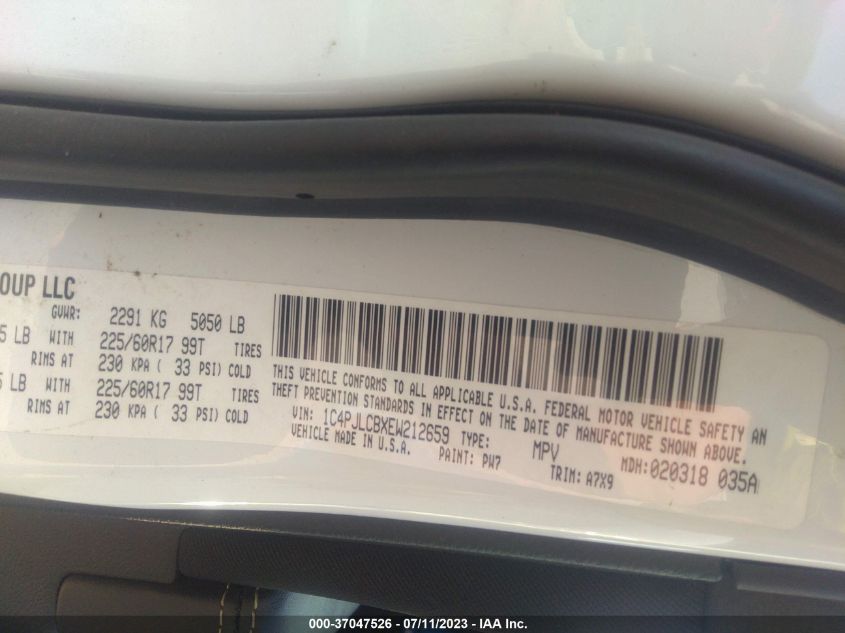 OUP LLC
GVWR: 2291 KG 5050 LB
5 LB WITH 225/60R17 99T TIRES
RIMS AT 230 KPA ( 33 PSI) COLD
5 LB WITH 225/60R17 99T TIRES
RIMS AT 230 KPA ( 33 PSI) COLD
THIS VEHICLE CONFORMS TO ALL APPLICABLE U.S.A. FEDERAL MOTOR VEHICLE SAFETY AN
THEFT PREVENTION STANDARDS IN EFFECT ON THE DATE OF MANUFACTURE SHOWN ABOVE.
VIN: 1C4PJLCBXEW212659 TYPE: MPV MDH:020318 035A
VEHICLE MADE IN U.S.A. PAINT: PW7 TRIM: A7X9
000-37047526 - 07/11/2023 - IAA Inc.